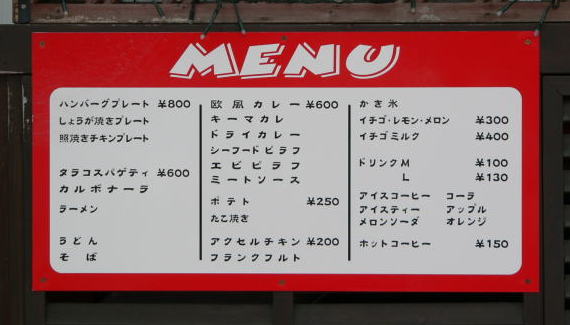 MENU
ハンバーグプレート ¥800
しょうが焼きプレート
照焼きチキンプレート
タラコスパゲティ ¥600
カルボナーラ
ラーメン
うどん
そば
欧風カレー ¥600
キーマカレ
ドライカレー
シーフードピラフ
エビピラフ
ミートソース
ポテト ¥250
たこ焼き
アクセルチキン ¥200
フランクフルト
かき氷
イチゴ・レモン・メロン ¥300
イチゴミルク ¥400
ドリンクM ¥100
L ¥130
アイスコーヒー コーラ
アイスティー アップル
メロンソーダ オレンジ
ホットコーヒー ¥150